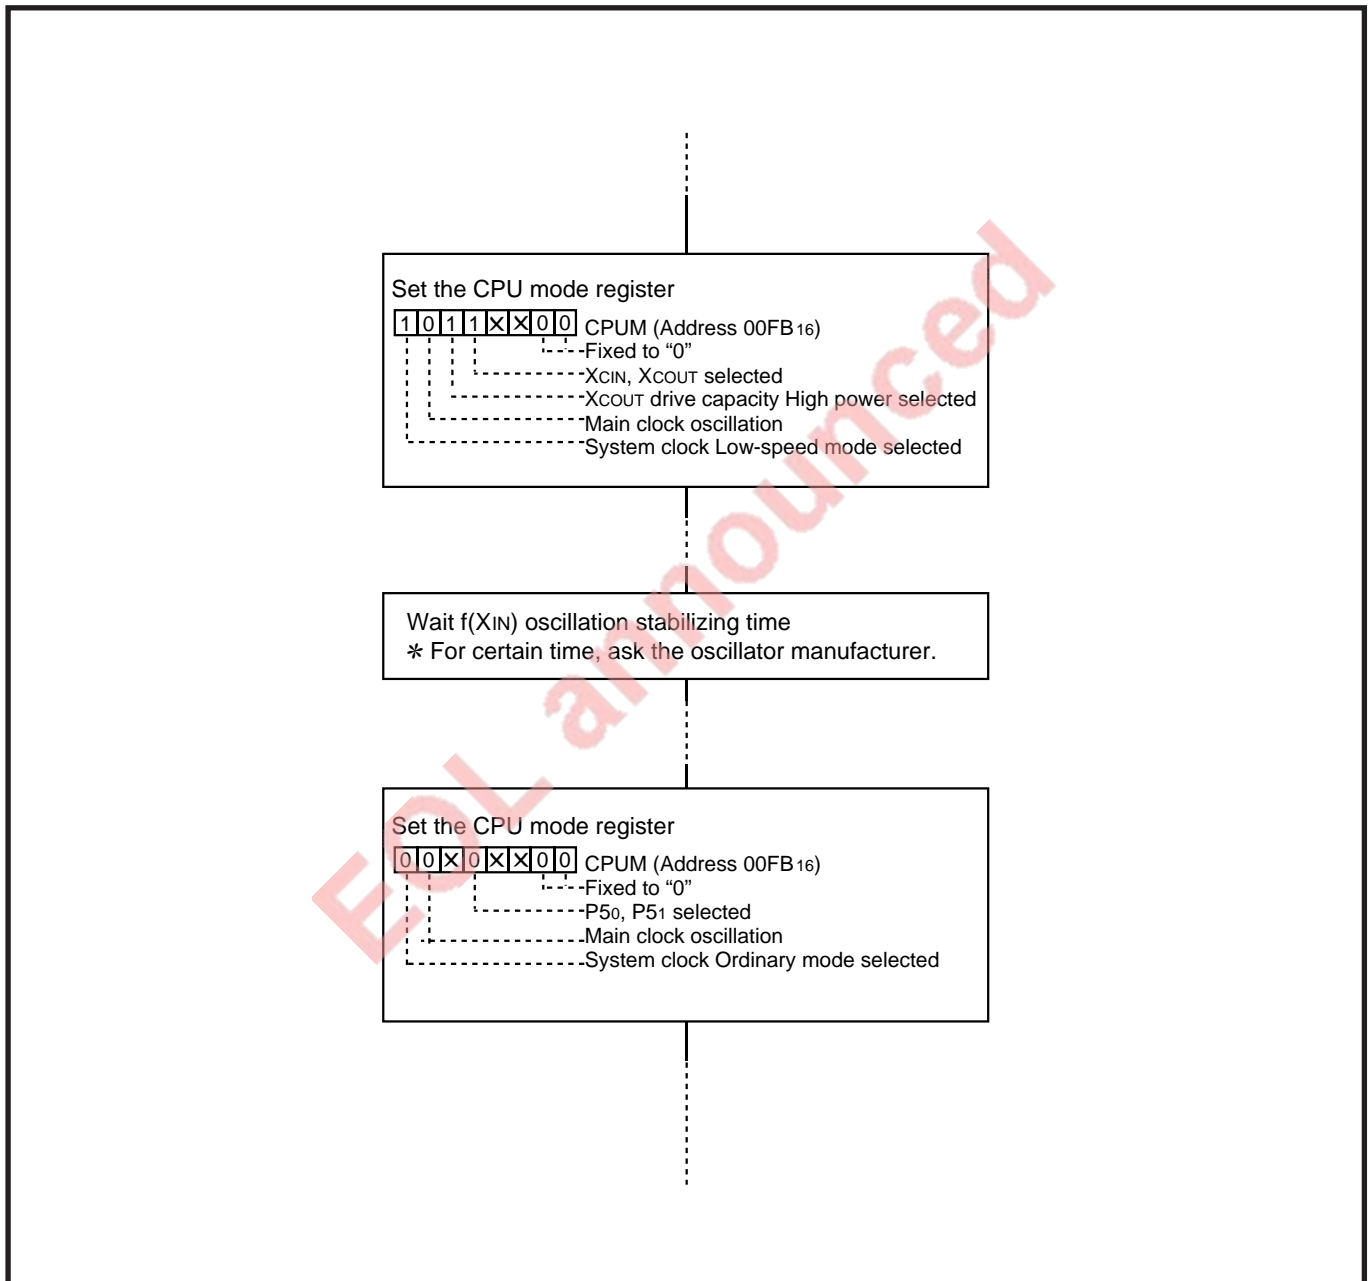 Set the CPU mode register
1 0 1 1 X X 0 0 CPUM (Address 00FB16)
Fixed to “0”
XCIN, XCOUT selected
XCOUT drive capacity High power selected
Main clock oscillation
System clock Low-speed mode selected
Wait f(XIN) oscillation stabilizing time
* For certain time, ask the oscillator manufacturer.
Set the CPU mode register
0 0 X 0 X X 0 0 CPUM (Address 00FB16)
Fixed to “0”
P50, P51 selected
Main clock oscillation
System clock Ordinary mode selected
EOL announced